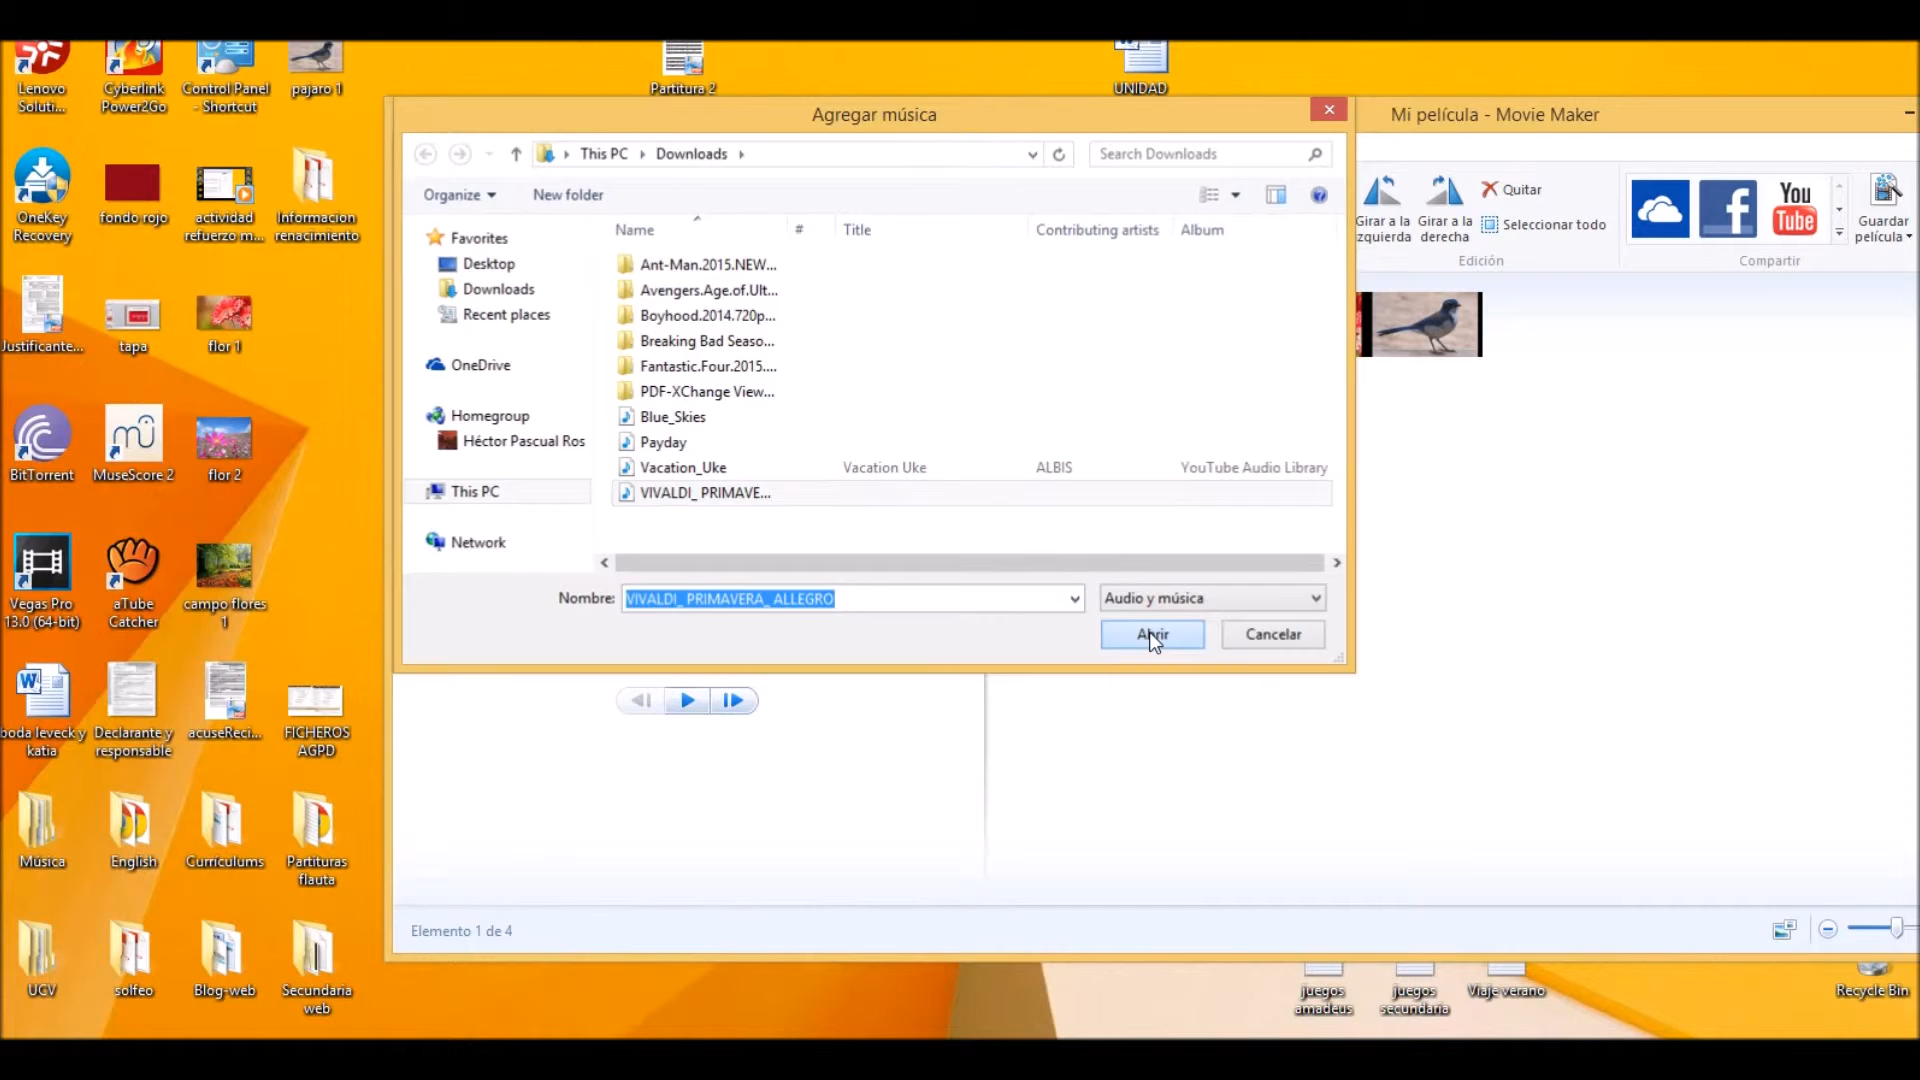 Lenovo
Soluti...
Cyberlink
Power2Go
Control Panel
- Shortcut
pajaro 1
Partitura 2
UNIDAD
OneKey
Recovery
fondo rojo
actividad
refuerzo m...
Informacion
renacimiento
Justificante...
tapa
flor 1
BitTorrent
MuseScore 2
flor 2
Vegas Pro
13.0 (64-bit)
aTube
Catcher
campo flores
1
boda leveck y
katia
Declarante y
responsable
acuseReci...
FICHEROS
AGPD
Música
English
Currículums
Partituras
flauta
UCV
solfeo
Blog-web
Secundaria
web
Agregar música
This PC
Downloads
Search Downloads
Organize
New folder
Name
#
Title
Contributing artists
Album
Favorites
Desktop
Downloads
Recent places
OneDrive
Homegroup
Héctor Pascual Ros
This PC
Network
Ant-Man.2015.NEW...
Avengers.Age.of.Ult...
Boyhood.2014.720p...
Breaking Bad Seaso...
Fantastic.Four.2015....
PDF-XChange View...
Blue_Skies
Payday
Vacation_Uke Vacation Uke ALBIS YouTube Audio Library
VIVALDI_ PRIMAVE...
Nombre: VIVALDI_ PRIMAVERA_ ALLEGRO
Audio y música
Abrir
Cancelar
Mi película - Movie Maker
Girar a la
izquierda
Girar a la
derecha
Quitar
Seleccionar todo
Edición
You
Tube
Compartir
Guardar
película
Elemento 1 de 4
juegos
amadeus
juegos
secundaria
Viaje verano
Recycle Bin